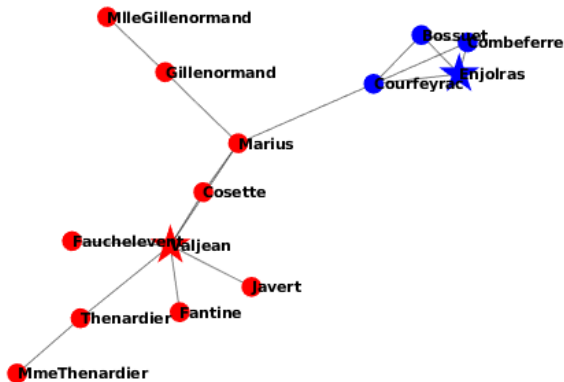 MlleGillenormand
Bossuet
Combeferre
Gillenormand
Enjolras
Courfeyrac
Marius
Cosette
Fauchelevent
Valjean
Javert
Fantine
Thenardier
MmeThenardier